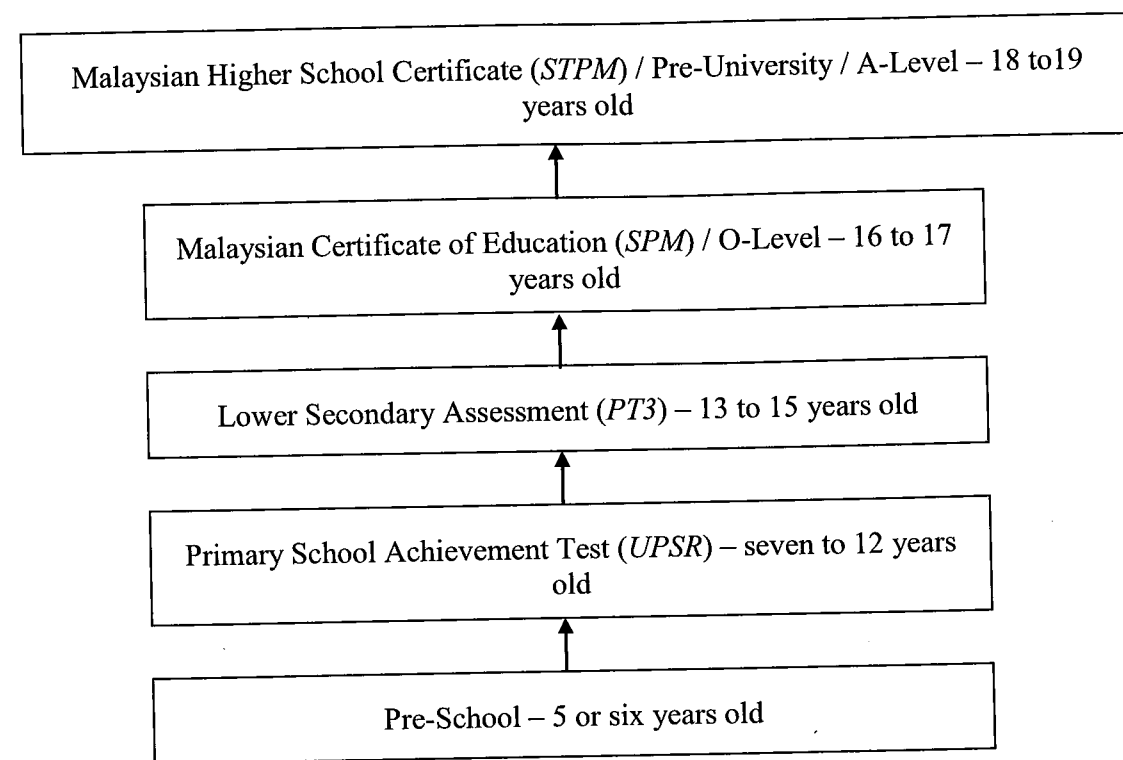 Malaysian Higher School Certificate (STPM) / Pre-University / A-Level – 18 to19
years old
Malaysian Certificate of Education (SPM) / O-Level – 16 to 17
years old
Lower Secondary Assessment (PT3) – 13 to 15 years old
Primary School Achievement Test (UPSR) – seven to 12 years
old
Pre-School – 5 or six years old